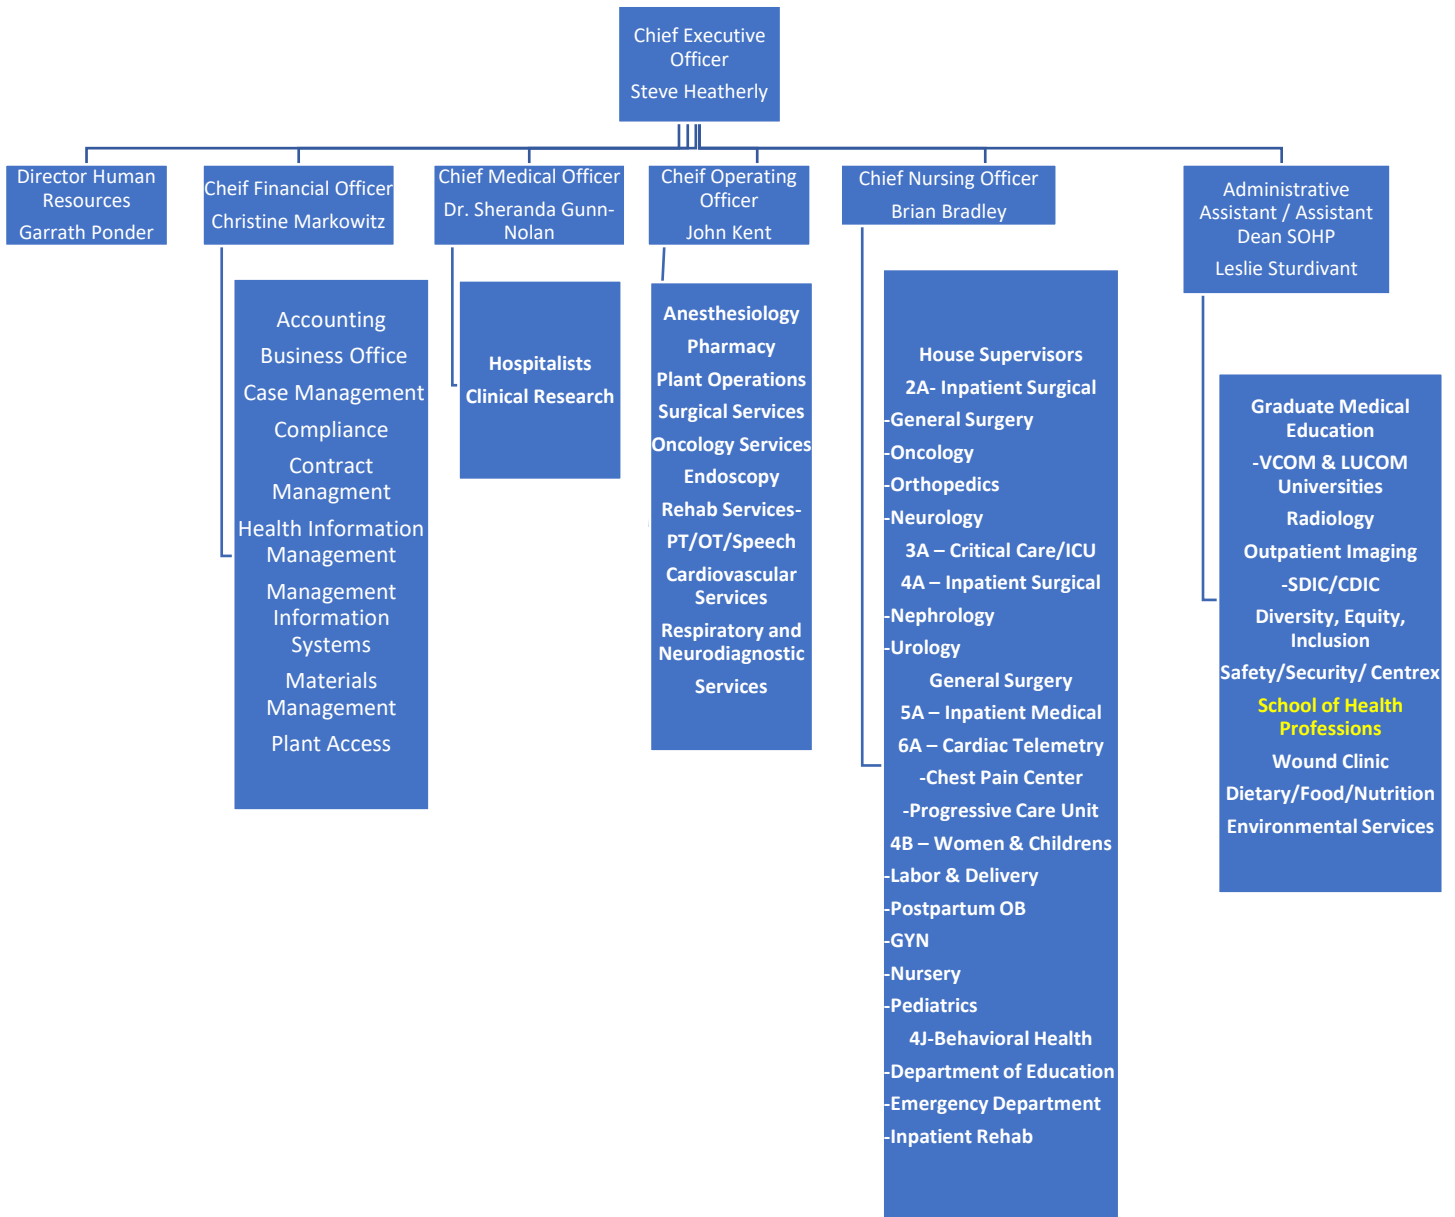 Chief Executive
Officer
Steve Heatherly
Director Human
Resources
Garrath Ponder
Cheif Financial Officer
Christine Markowitz
Chief Medical Officer
Dr. Sheranda Gunn-
Nolan
Cheif Operating
Officer
John Kent
Chief Nursing Officer
Brian Bradley
Administrative
Assistant / Assistant
Dean SOHP
Leslie Sturdivant
Accounting
Business Office
Case Management
Compliance
Contract
Managment
Health Information
Management
Management
Information
Systems
Materials
Management
Plant Access
Hospitalists
Clinical Research
Anesthesiology
Pharmacy
Plant Operations
Surgical Services
Oncology Services
Endoscopy
Rehab Services-
PT/OT/Speech
Cardiovascular
Services
Respiratory and
Neurodiagnostic
Services
House Supervisors
2A- Inpatient Surgical
-General Surgery
-Oncology
-Orthopedics
-Neurology
3A – Critical Care/ICU
4A – Inpatient Surgical
-Nephrology
-Urology
General Surgery
5A – Inpatient Medical
6A – Cardiac Telemetry
-Chest Pain Center
-Progressive Care Unit
4B – Women & Childrens
-Labor & Delivery
-Postpartum OB
-GYN
-Nursery
-Pediatrics
4J-Behavioral Health
-Department of Education
-Emergency Department
-Inpatient Rehab
Graduate Medical
Education
-VCOM & LUCOM
Universities
Radiology
Outpatient Imaging
-SDIC/CDIC
Diversity, Equity,
Inclusion
Safety/Security/ Centrex
School of Health
Professions
Wound Clinic
Dietary/Food/Nutrition
Environmental Services